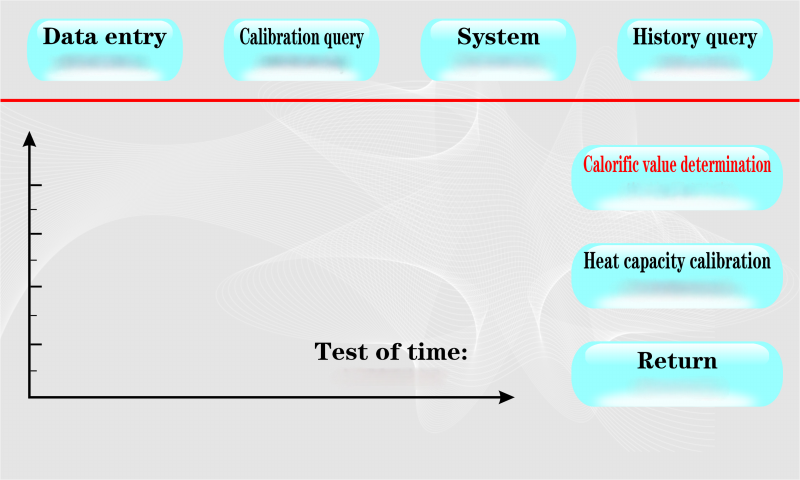 Data entry
Calibration query
System
History query
Calorific value determination
Heat capacity calibration
Test of time:
Return